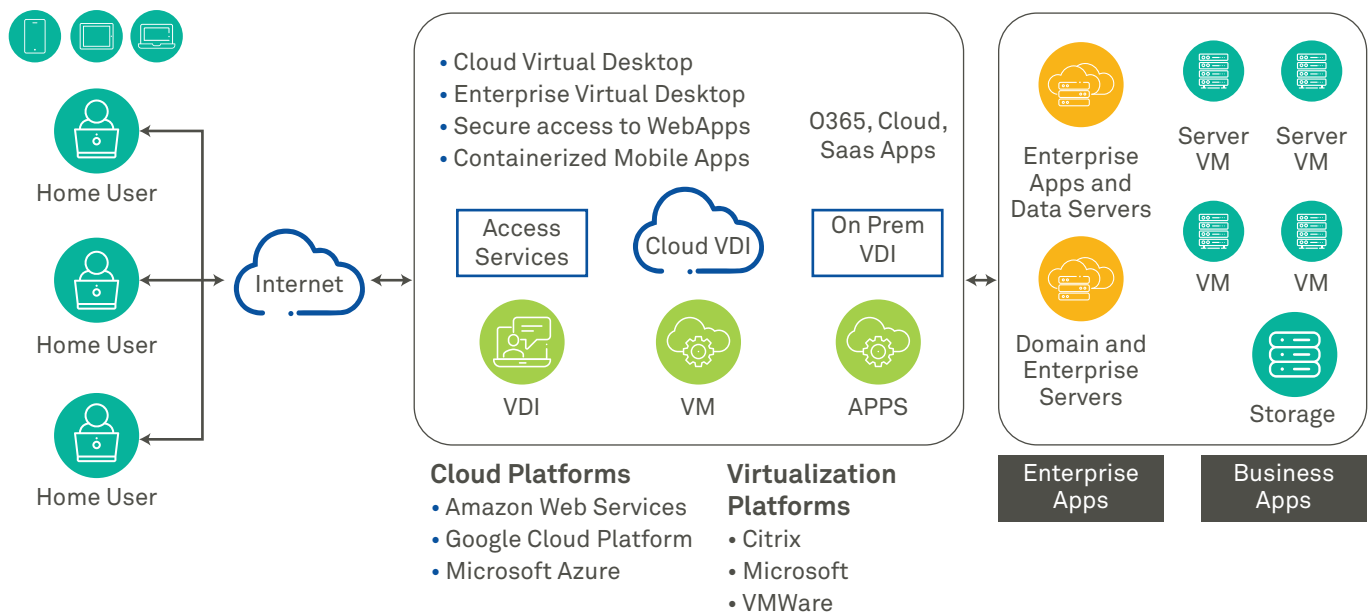 Home User
Home User
Home User
Internet
• Cloud Virtual Desktop
• Enterprise Virtual Desktop
• Secure access to WebApps
• Containerized Mobile Apps
O365, Cloud,
Saas Apps
Access
Services
Cloud VDI
On Prem
VDI
VDI
VM
APPS
Cloud Platforms
• Amazon Web Services
• Google Cloud Platform
• Microsoft Azure
Virtualization
Platforms
• Citrix
• Microsoft
• VMWare
Enterprise
Apps and
Data Servers
Domain and
Enterprise
Servers
Server
VM
Server
VM
VM
VM
Storage
Enterprise
Apps
Business
Apps